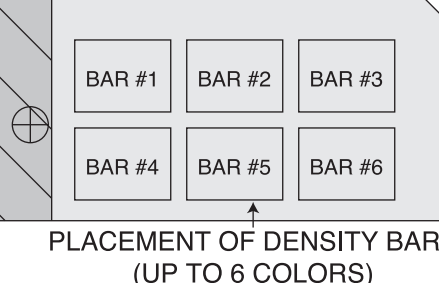 BAR #1 BAR #2 BAR #3
BAR #4 BAR #5 BAR #6
PLACEMENT OF DENSITY BAR
(UP TO 6 COLORS)